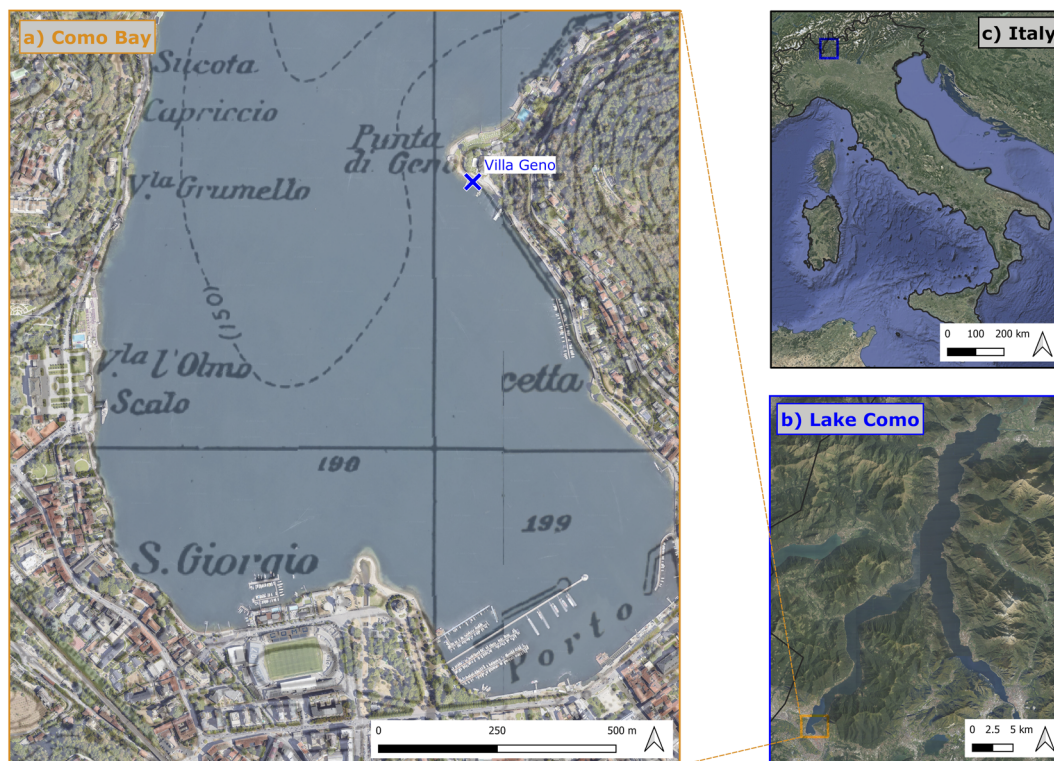 a) Como Bay
Sucota
Capriccio
Punta
di Geno
Villa Geno
V.la Grumello
(150)
V.la l'Olmo
Scalo
cetta
190
199
S. Giorgio
Porto
0 250 500 m
c) Italy
0 100 200 km
b) Lake Como
0 2.5 5 km